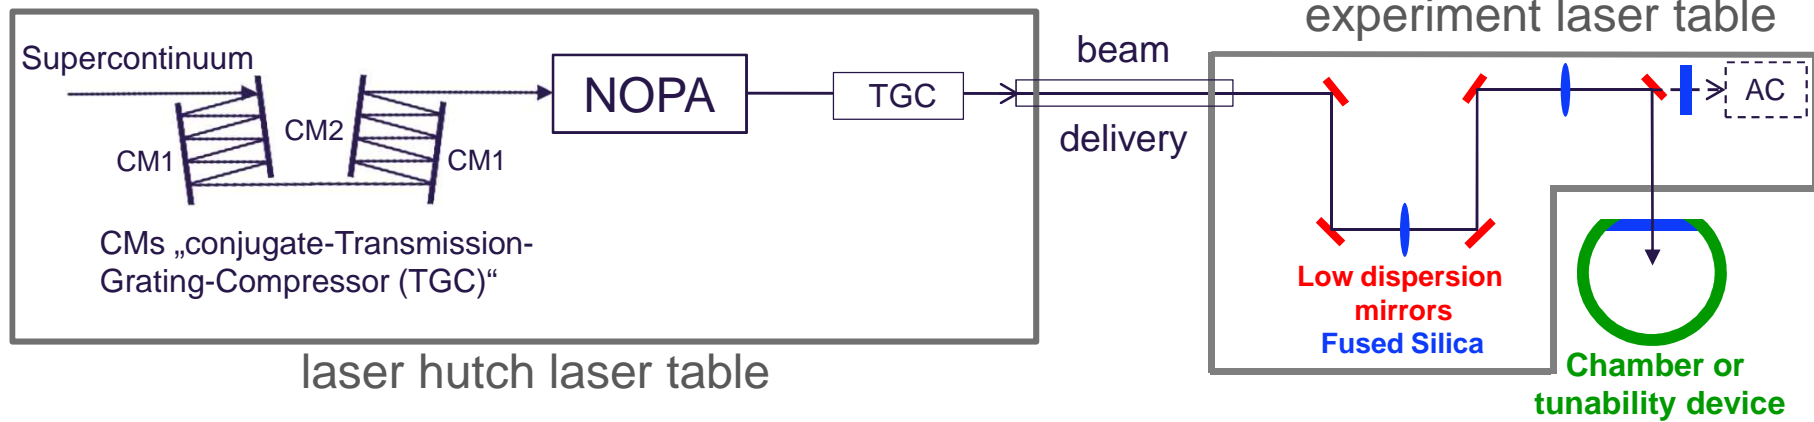 experiment laser table
Supercontinuum
CM1
CM2
CM1
CMs „conjugate-Transmission-
Grating-Compressor (TGC)“
NOPA
TGC
beam
delivery
AC
Low dispersion
mirrors
Fused Silica
Chamber or
tunability device
laser hutch laser table